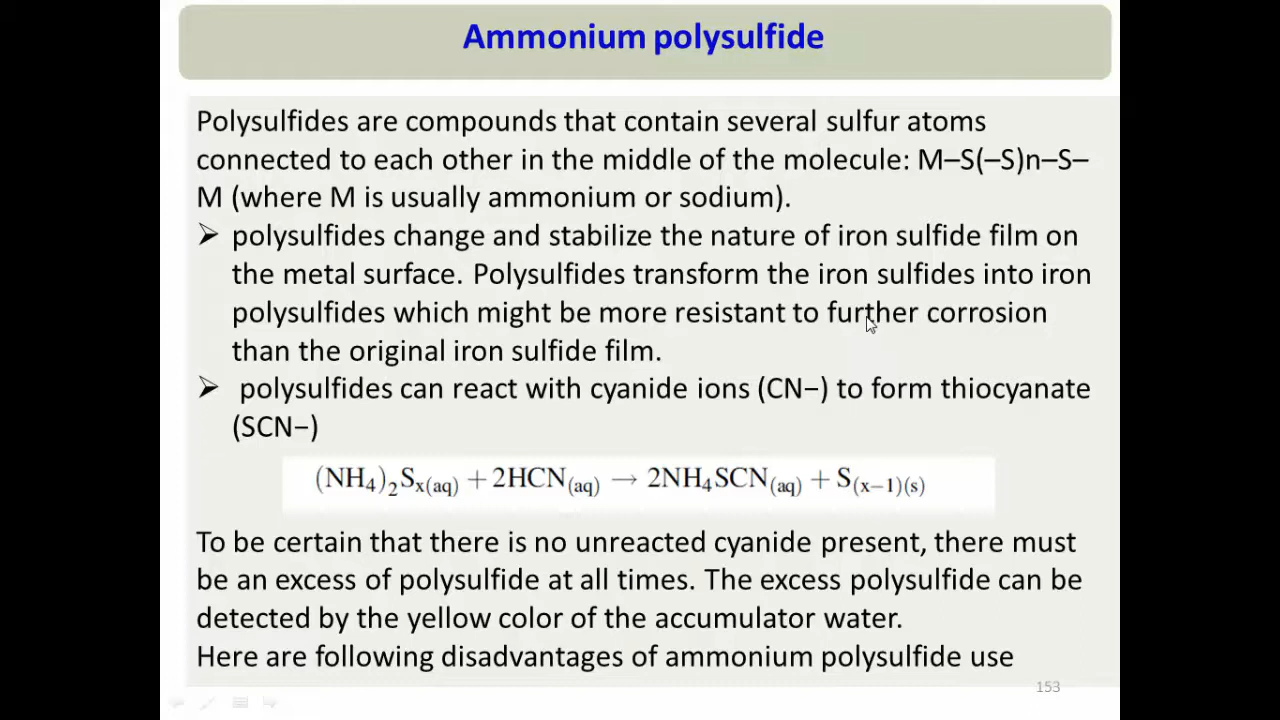 Ammonium polysulfide
Polysulfides are compounds that contain several sulfur atoms
connected to each other in the middle of the molecule: M–S(–S)n–S–
M (where M is usually ammonium or sodium).
➢ polysulfides change and stabilize the nature of iron sulfide film on
the metal surface. Polysulfides transform the iron sulfides into iron
polysulfides which might be more resistant to further corrosion
than the original iron sulfide film.
➢ polysulfides can react with cyanide ions (CN−) to form thiocyanate
(SCN−)
(NH₄)₂Sₓ(aq) + 2HCN(aq) → 2NH₄SCN(aq) + S(x−1)(s)
To be certain that there is no unreacted cyanide present, there must
be an excess of polysulfide at all times. The excess polysulfide can be
detected by the yellow color of the accumulator water.
Here are following disadvantages of ammonium polysulfide use
153